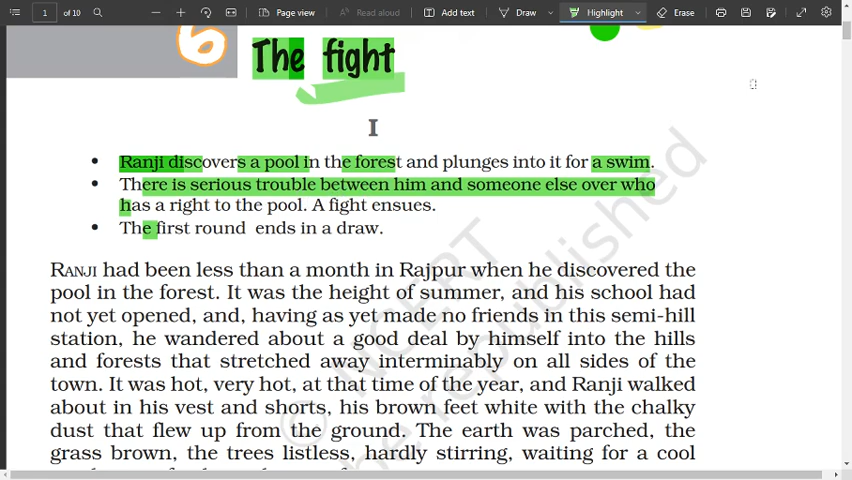 1 of 10 Page view Read aloud Add text Draw Highlight Erase
6
The fight
I
• Ranji discovers a pool in the forest and plunges into it for a swim.
• There is serious trouble between him and someone else over who
has a right to the pool. A fight ensues.
• The first round ends in a draw.
RANJI had been less than a month in Rajpur when he discovered the
pool in the forest. It was the height of summer, and his school had
not yet opened, and, having as yet made no friends in this semi-hill
station, he wandered about a good deal by himself into the hills
and forests that stretched away interminably on all sides of the
town. It was hot, very hot, at that time of the year, and Ranji walked
about in his vest and shorts, his brown feet white with the chalky
dust that flew up from the ground. The earth was parched, the
grass brown, the trees listless, hardly stirring, waiting for a cool
© NCERT
be republished